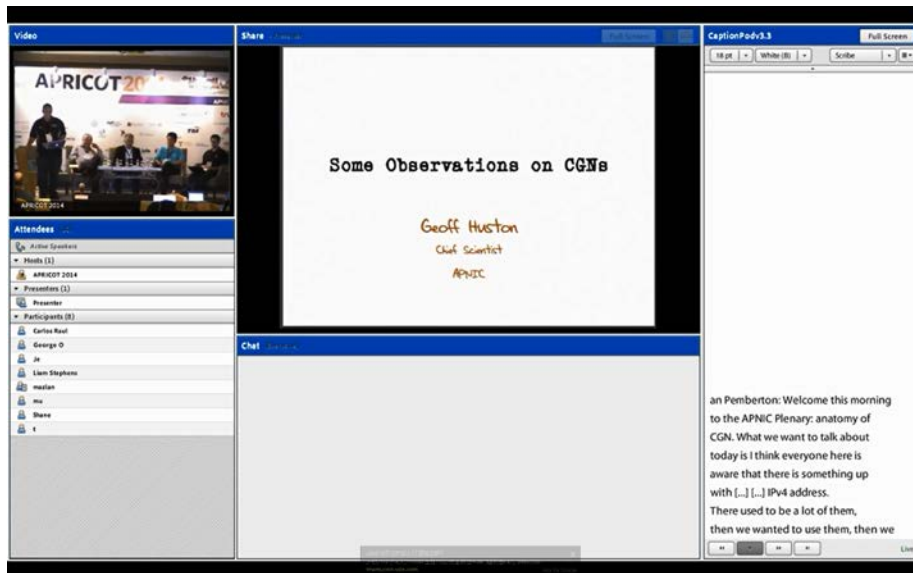 Video
APRICOT 20
APRICOT 2014
Attendees
Active Speakers
Hosts (1)
APRICOT 2014
Presenters (1)
Presenter
Participants (8)
Carlos Raul
George O
Je
Liam Stephens
mazlan
mu
Shane
t
Share
Full Screen
Some Observations on CGNs
Geoff Huston
Chief Scientist
APNIC
Chat
CaptionPodv3.3
Full Screen
18 pt
White (B)
Scribe
an Pemberton: Welcome this morning
to the APNIC Plenary: anatomy of
CGN. What we want to talk about
today is I think everyone here is
aware that there is something up
with [...] [...] IPv4 address.
There used to be a lot of them,
then we wanted to use them, then we
Live